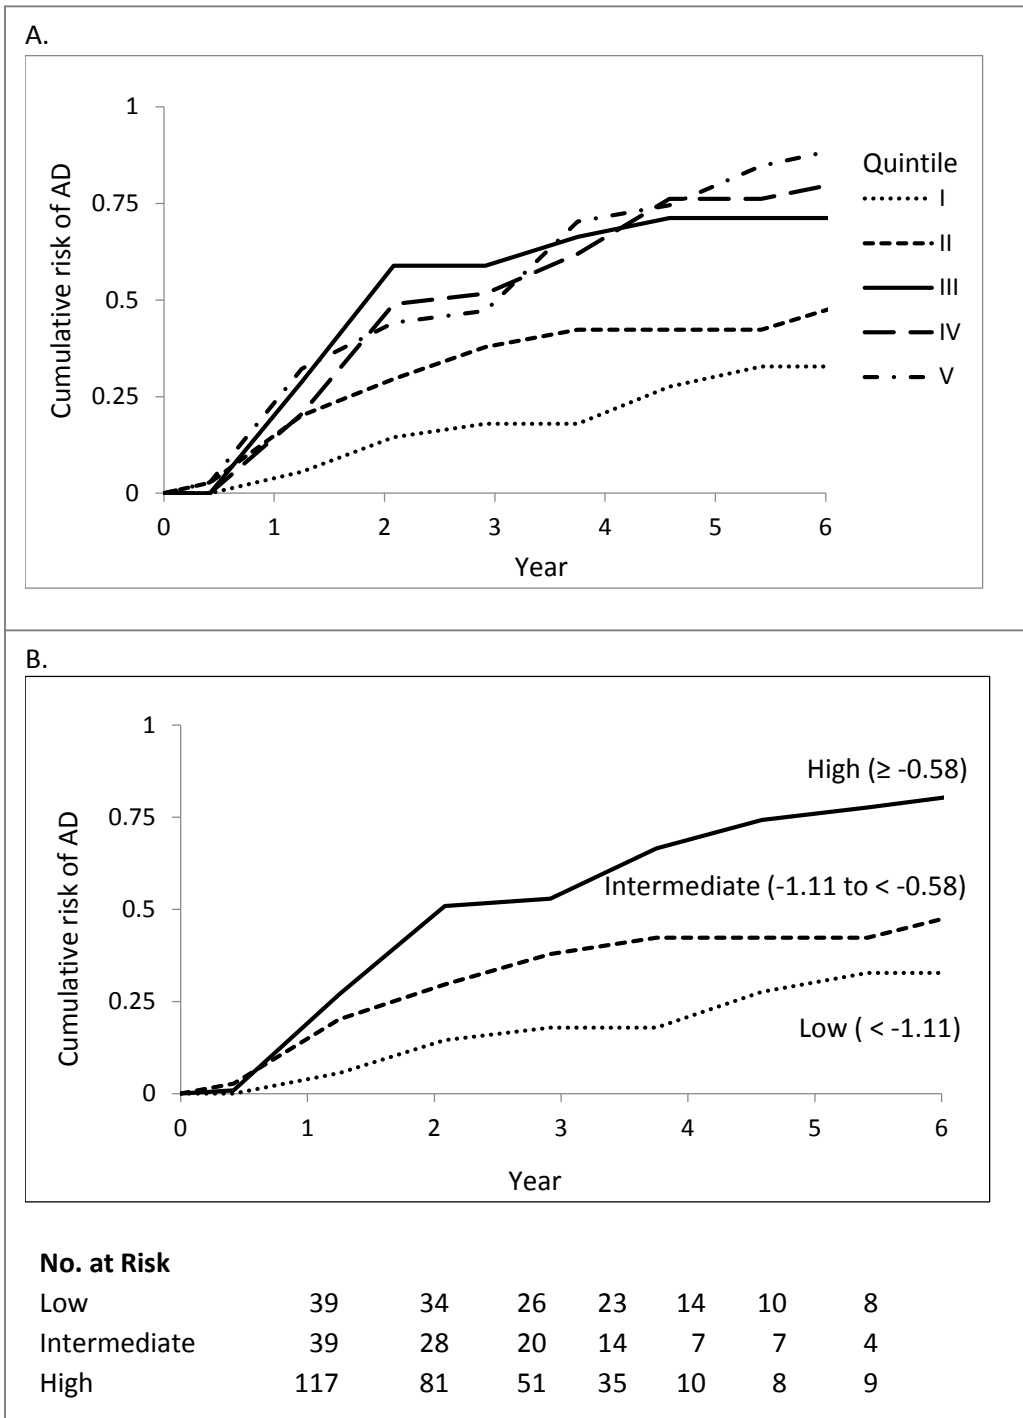 A.
Cumulative risk of AD
1
0.75
0.5
0.25
0
0 1 2 3 4 5 6
Year
Quintile
I
II
III
IV
V
B.
Cumulative risk of AD
1
0.75
0.5
0.25
0
High (≥ -0.58)
Intermediate (-1.11 to < -0.58)
Low ( < -1.11)
0 1 2 3 4 5 6
Year
No. at Risk
Low 39 34 26 23 14 10 8
Intermediate 39 28 20 14 7 7 4
High 117 81 51 35 10 8 9